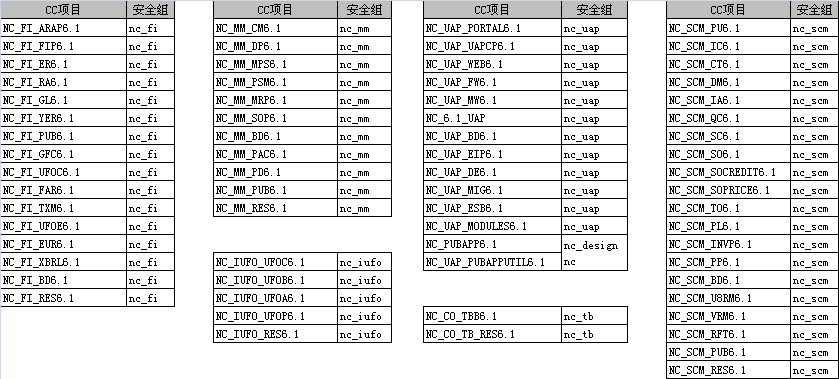 CC项目 安全组
NC_FI_ARAP6.1 nc_fi
NC_FI_FIP6.1 nc_fi
NC_FI_ER6.1 nc_fi
NC_FI_RA6.1 nc_fi
NC_FI_GL6.1 nc_fi
NC_FI_YER6.1 nc_fi
NC_FI_PUB6.1 nc_fi
NC_FI_GFC6.1 nc_fi
NC_FI_UFOC6.1 nc_fi
NC_FI_FAR6.1 nc_fi
NC_FI_TXM6.1 nc_fi
NC_FI_UFOE6.1 nc_fi
NC_FI_EUR6.1 nc_fi
NC_FI_XBRL6.1 nc_fi
NC_FI_BD6.1 nc_fi
NC_FI_RES6.1 nc_fi
CC项目 安全组
NC_MM_CM6.1 nc_mm
NC_MM_DP6.1 nc_mm
NC_MM_MPS6.1 nc_mm
NC_MM_PSM6.1 nc_mm
NC_MM_MRP6.1 nc_mm
NC_MM_SOP6.1 nc_mm
NC_MM_BD6.1 nc_mm
NC_MM_PAC6.1 nc_mm
NC_MM_PD6.1 nc_mm
NC_MM_PUB6.1 nc_mm
NC_MM_RES6.1 nc_mm
NC_IUFO_UFOC6.1 nc_iufo
NC_IUFO_UFOB6.1 nc_iufo
NC_IUFO_UFOA6.1 nc_iufo
NC_IUFO_UFOP6.1 nc_iufo
NC_IUFO_RES6.1 nc_iufo
CC项目 安全组
NC_UAP_PORTAL6.1 nc_uap
NC_UAP_UAPCP6.1 nc_uap
NC_UAP_WEB6.1 nc_uap
NC_UAP_FW6.1 nc_uap
NC_UAP_MW6.1 nc_uap
NC_6.1_UAP nc_uap
NC_UAP_BD6.1 nc_uap
NC_UAP_EIP6.1 nc_uap
NC_UAP_DE6.1 nc_uap
NC_UAP_MIG6.1 nc_uap
NC_UAP_ESB6.1 nc_uap
NC_UAP_MODULES6.1 nc_uap
NC_PUBAPP6.1 nc_design
NC_UAP_PUBAPPUTIL6.1 nc
NC_CO_TBB6.1 nc_tb
NC_CO_TB_RES6.1 nc_tb
CC项目 安全组
NC_SCM_PU6.1 nc_scm
NC_SCM_IC6.1 nc_scm
NC_SCM_CT6.1 nc_scm
NC_SCM_DM6.1 nc_scm
NC_SCM_IA6.1 nc_scm
NC_SCM_QC6.1 nc_scm
NC_SCM_SC6.1 nc_scm
NC_SCM_SO6.1 nc_scm
NC_SCM_SOCREDIT6.1 nc_scm
NC_SCM_SOPRICE6.1 nc_scm
NC_SCM_TO6.1 nc_scm
NC_SCM_PL6.1 nc_scm
NC_SCM_INVP6.1 nc_scm
NC_SCM_PP6.1 nc_scm
NC_SCM_BD6.1 nc_scm
NC_SCM_U8RM6.1 nc_scm
NC_SCM_VRM6.1 nc_scm
NC_SCM_RFT6.1 nc_scm
NC_SCM_PUB6.1 nc_scm
NC_SCM_RES6.1 nc_scm